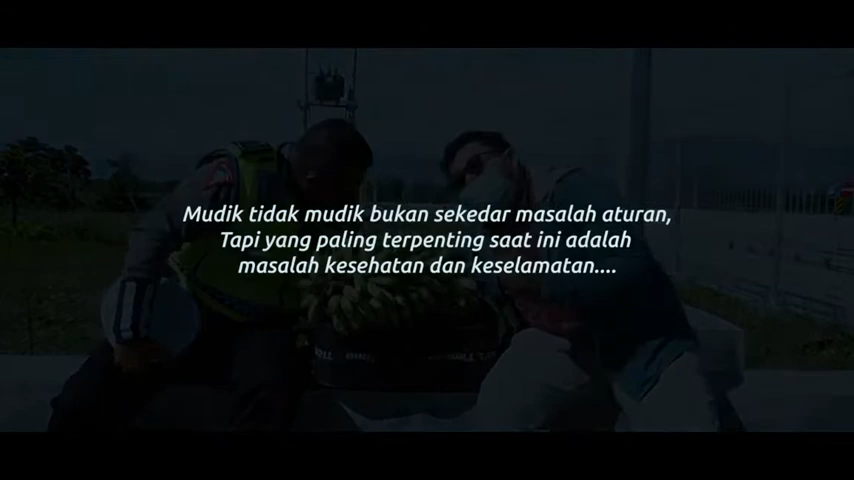 Mudik tidak mudik bukan sekedar masalah aturan,
Tapi yang paling terpenting saat ini adalah
masalah kesehatan dan keselamatan....